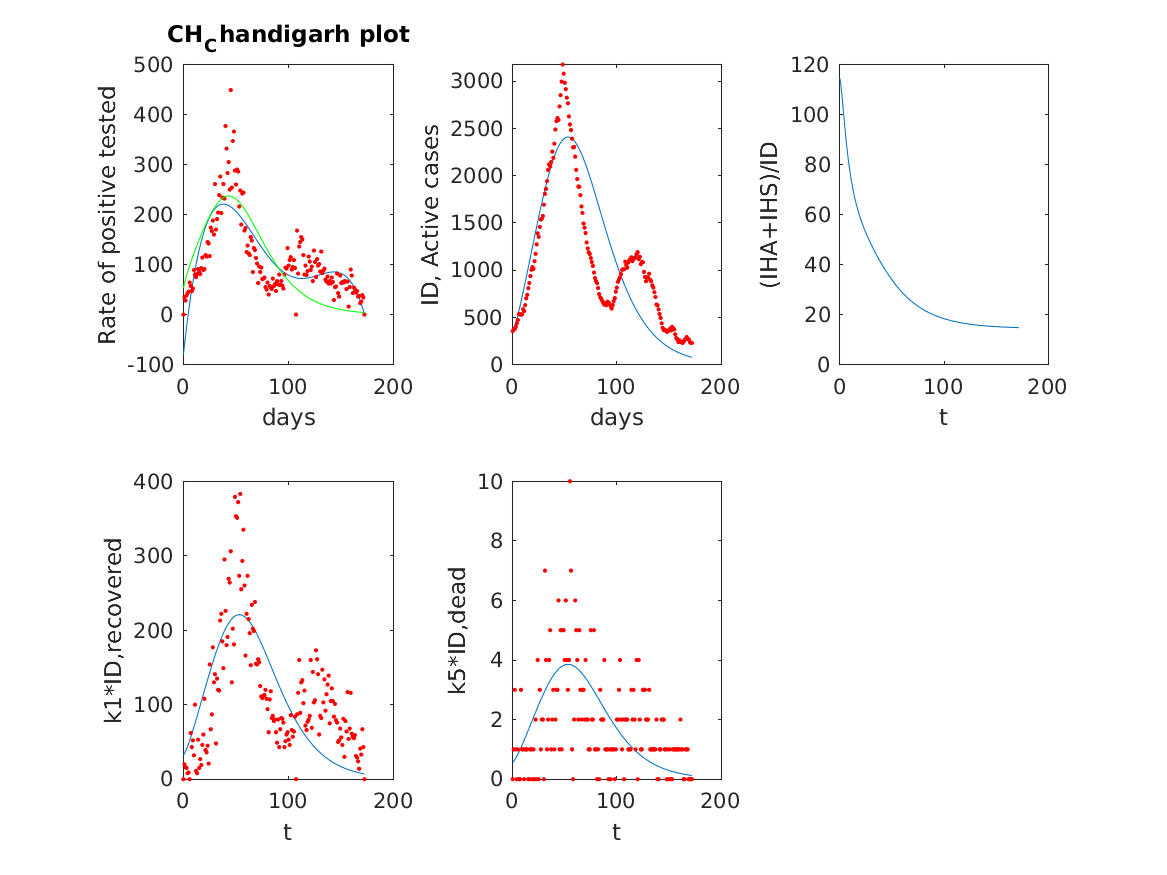 CHChandigarh plot
Rate of positive tested
500
400
300
200
100
0
-100
0 100 200
days
ID, Active cases
3000
2500
2000
1500
1000
500
0
0 100 200
days
(IHA+IHS)/ID
120
100
80
60
40
20
0
0 100 200
t
k1*ID,recovered
400
300
200
100
0
0 100 200
t
k5*ID,dead
10
8
6
4
2
0
0 100 200
t